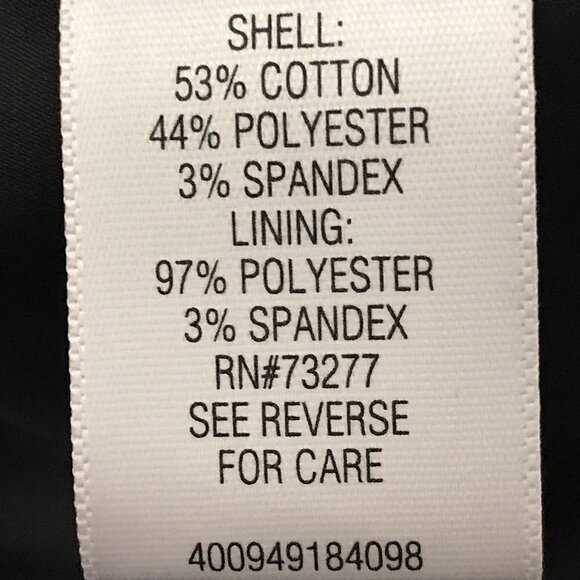 SHELL:
53% COTTON
44% POLYESTER
3% SPANDEX
LINING:
97% POLYESTER
3% SPANDEX
RN#73277
SEE REVERSE
FOR CARE
400949184098